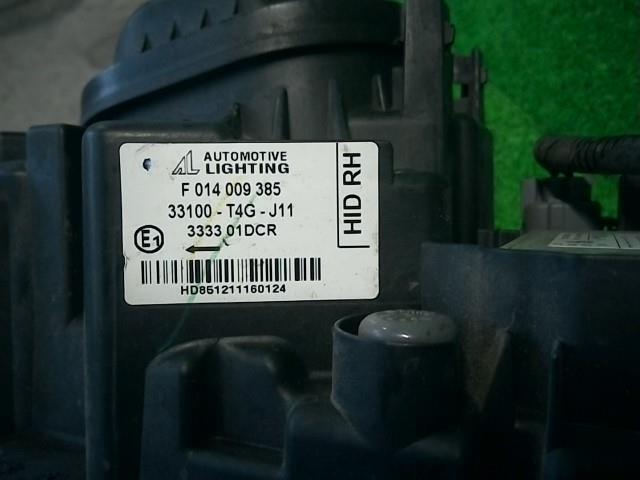 AL AUTOMOTIVE LIGHTING
F 014 009 385
33100 - T4G - J11
3333 01DCR
E1
HD851211160124
HID RH